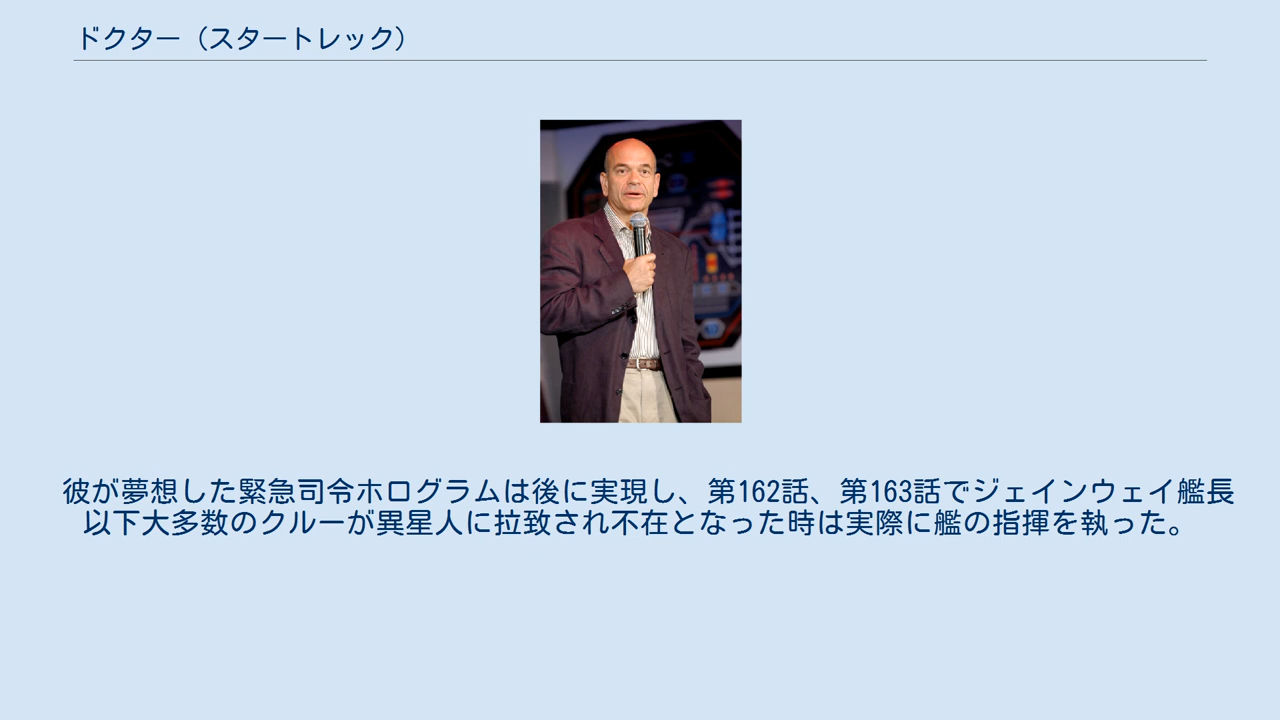 ドクター（スタートレック）
彼が夢想した緊急司令ホログラムは後に実現し、第162話、第163話でジェインウェイ艦長
以下大多数のクルーが異星人に拉致され不在となった時は実際に艦の指揮を執った。